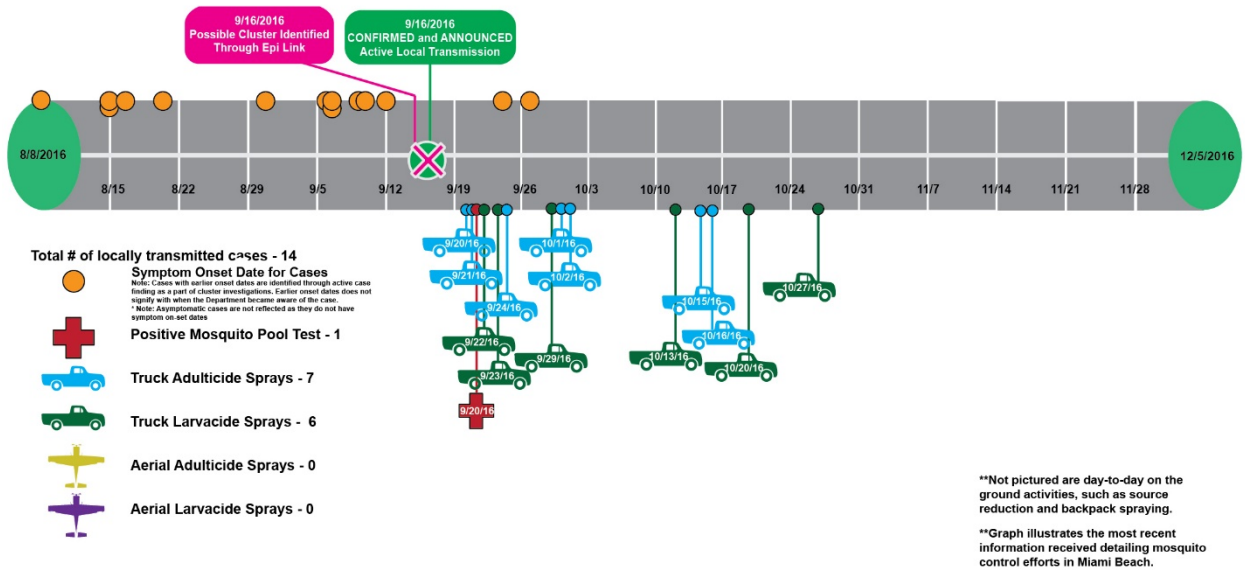 9/16/2016
Possible Cluster Identified
Through Epi Link
9/16/2016
CONFIRMED and ANNOUNCED
Active Local Transmission
8/8/2016
12/5/2016
8/15
8/22
8/29
9/5
9/12
9/19
9/26
10/3
10/10
10/17
10/24
10/31
11/7
11/14
11/21
11/28
9/20/16
10/1/16
9/21/16
10/2/16
10/27/16
9/24/16
10/15/16
9/22/16
10/16/16
9/29/16
10/13/16
9/23/16
10/20/16
9/20/16
Total # of locally transmitted cases - 14
Symptom Onset Date for Cases
Note: Cases with earlier onset dates are identified through active case
finding as a part of cluster investigations. Earlier onset dates does not
signify with when the Department became aware of the case.
* Note: Asymptomatic cases are not reflected as they do not have
symptom on-set dates
Positive Mosquito Pool Test - 1
Truck Adulticide Sprays - 7
Truck Larvacide Sprays - 6
Aerial Adulticide Sprays - 0
Aerial Larvacide Sprays - 0
**Not pictured are day-to-day on the
ground activities, such as source
reduction and backpack spraying.
**Graph illustrates the most recent
information received detailing mosquito
control efforts in Miami Beach.